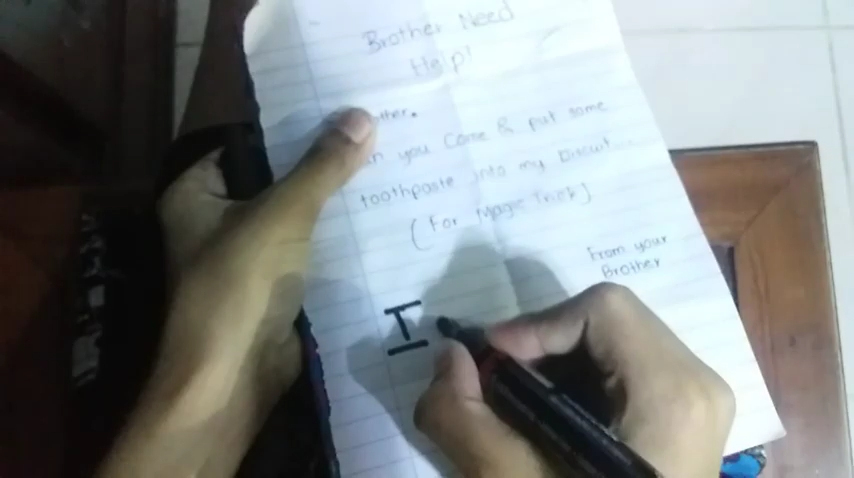 Brother Need
Help!
ther.
n you Come & put some
toothpaste into my biscuit...
(For Magic Trick)
From your
Brother
I